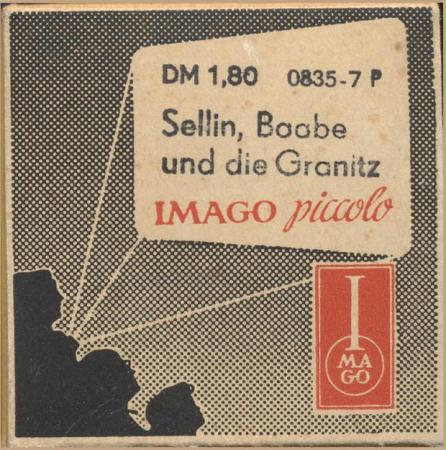 DM 1,80 0835-7 P
Sellin, Baabe
und die Granitz
IMAGO piccolo
I
MA
GO